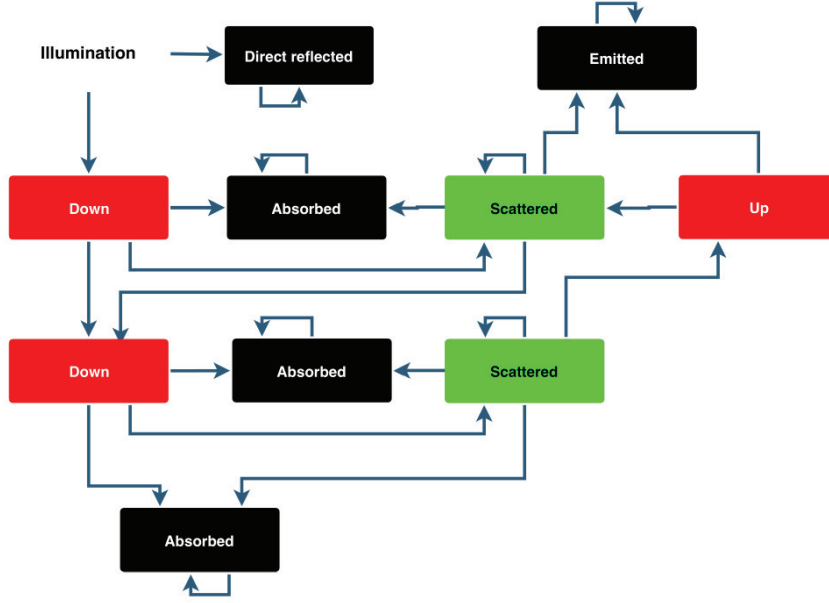 Illumination
Direct reflected
Emitted
Down
Absorbed
Scattered
Up
Down
Absorbed
Scattered
Absorbed